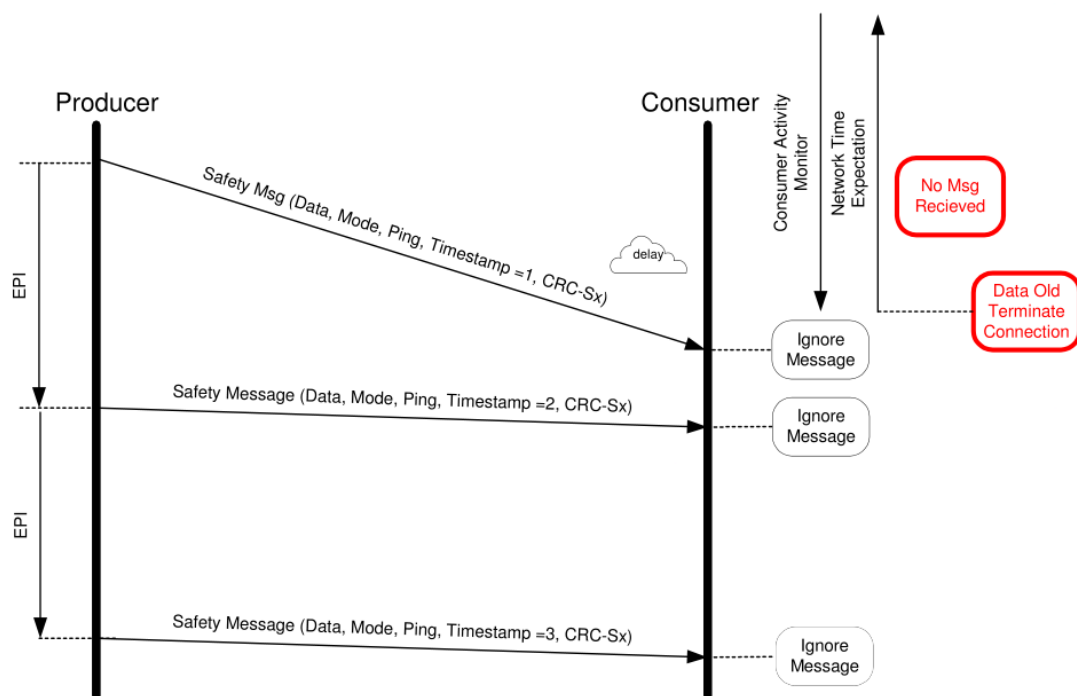 Producer
Consumer
Consumer Activity
Monitor
Network Time
Expectation
No Msg
Recieved
Safety Msg (Data, Mode, Ping, Timestamp =1, CRC-Sx)
delay
EPI
Data Old
Terminate
Connection
Ignore
Message
Safety Message (Data, Mode, Ping, Timestamp =2, CRC-Sx)
Ignore
Message
EPI
Safety Message (Data, Mode, Ping, Timestamp =3, CRC-Sx)
Ignore
Message